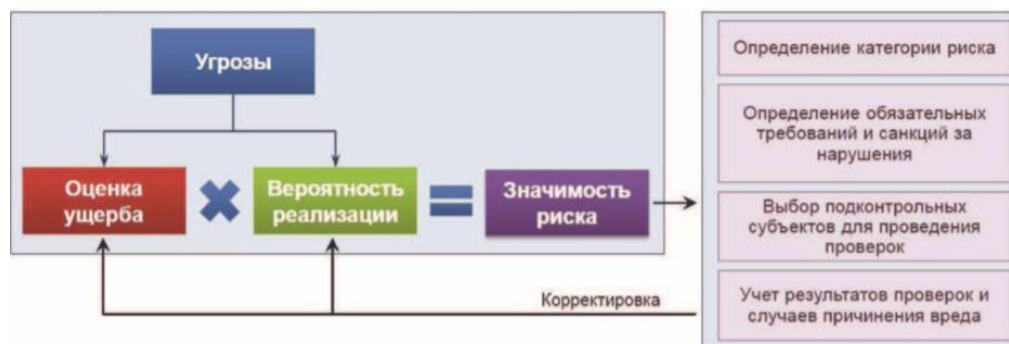 Угрозы
Оценка
ущерба
Вероятность
реализации
Значимость
риска
Корректировка
Определение категории риска
Определение обязательных
требований и санкций за
нарушения
Выбор подконтрольных
субъектов для проведения
проверок
Учет результатов проверок и
случаев причинения вреда